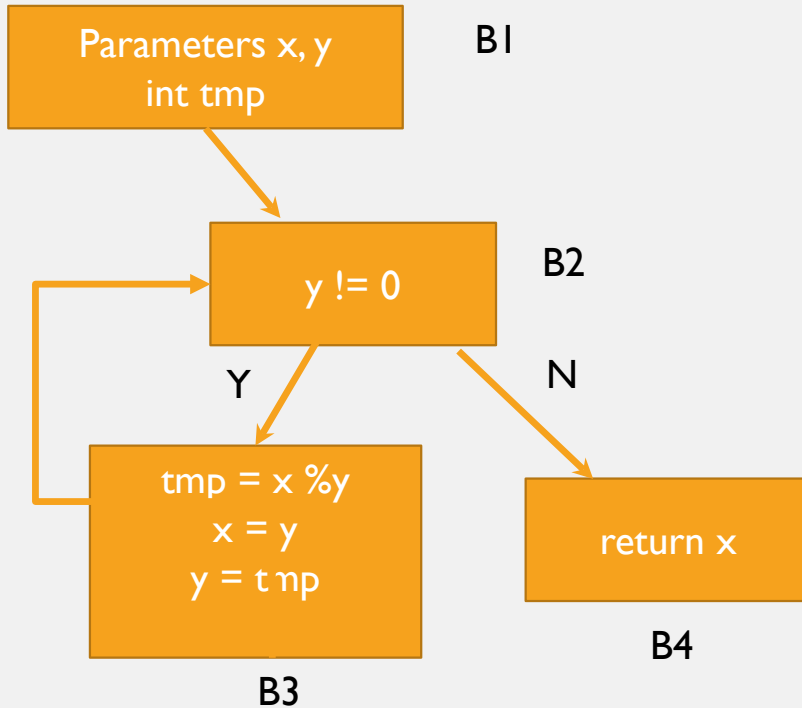 Parameters x, y
int tmp
B1
y != 0
B2
Y
N
tmp = x %y
x = y
y = tmp
return x
B3
B4